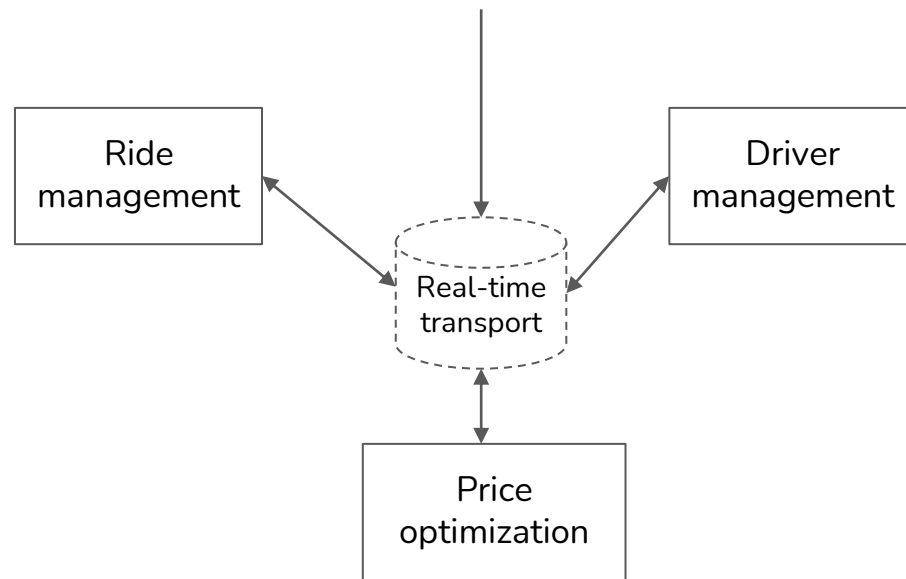 Ride
management
Driver
management
Real-time
transport
Price
optimization